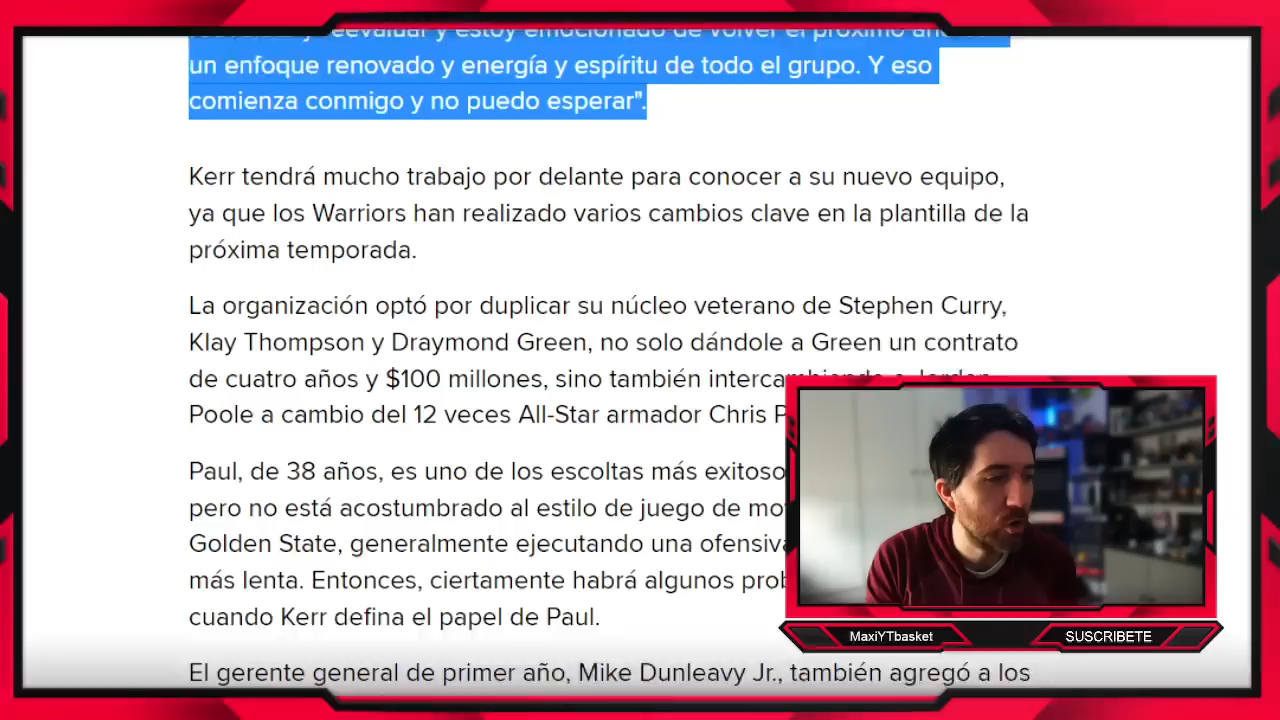 y estoy emocionado de volver el próximo
un enfoque renovado y energía y espíritu de todo el grupo. Y eso
comienza conmigo y no puedo esperar".
Kerr tendrá mucho trabajo por delante para conocer a su nuevo equipo,
ya que los Warriors han realizado varios cambios clave en la plantilla de la
próxima temporada.
La organización optó por duplicar su núcleo veterano de Stephen Curry,
Klay Thompson y Draymond Green, no solo dándole a Green un contrato
de cuatro años y $100 millones, sino también
Poole a cambio del 12 veces All-Star armador Chris
Paul, de 38 años, es uno de los escoltas más
pero no está acostumbrado al estilo de juego de
Golden State, generalmente ejecutando una
más lenta. Entonces, ciertamente habrá algunos
cuando Kerr defina el papel de Paul.
El gerente general de primer año, Mike Dunleavy Jr., también agregó a los
MaxiYTbasket
SUSCRIBETE